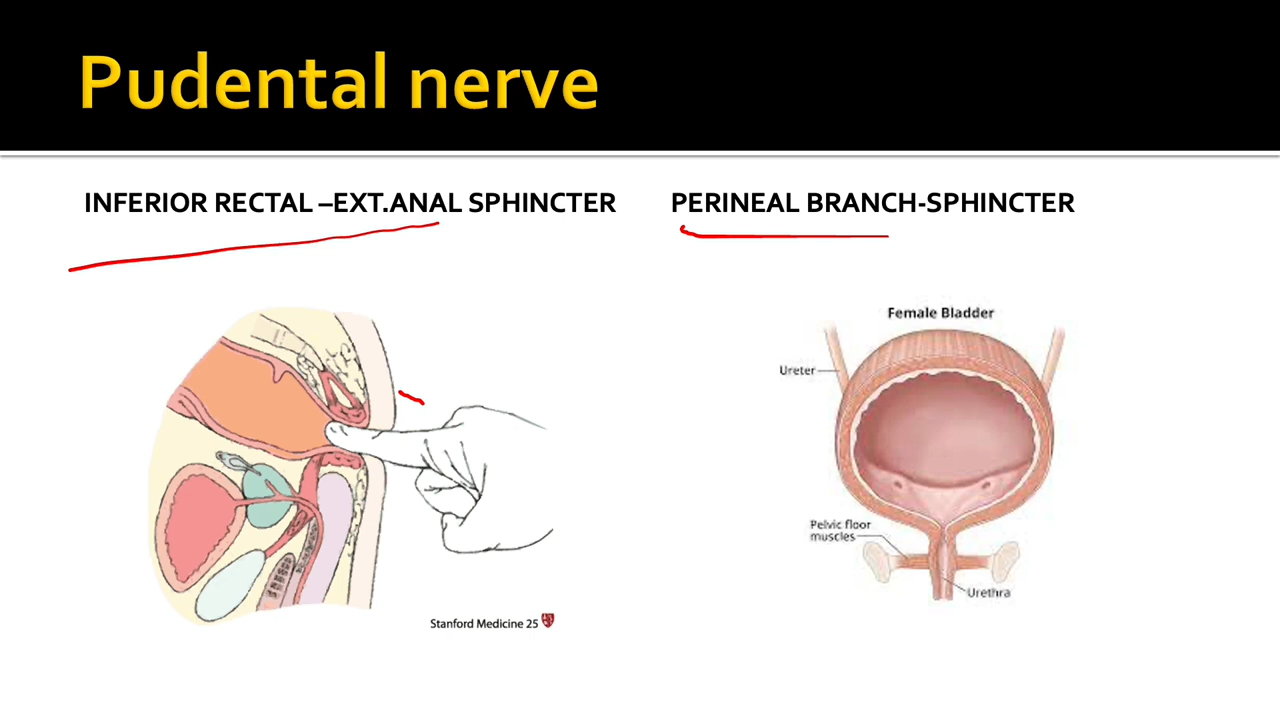 Pudental nerve
INFERIOR RECTAL –EXT.ANAL SPHINCTER
PERINEAL BRANCH-SPHINCTER
Stanford Medicine 25
Female Bladder
Ureter
Pelvic floor
muscles
Urethra